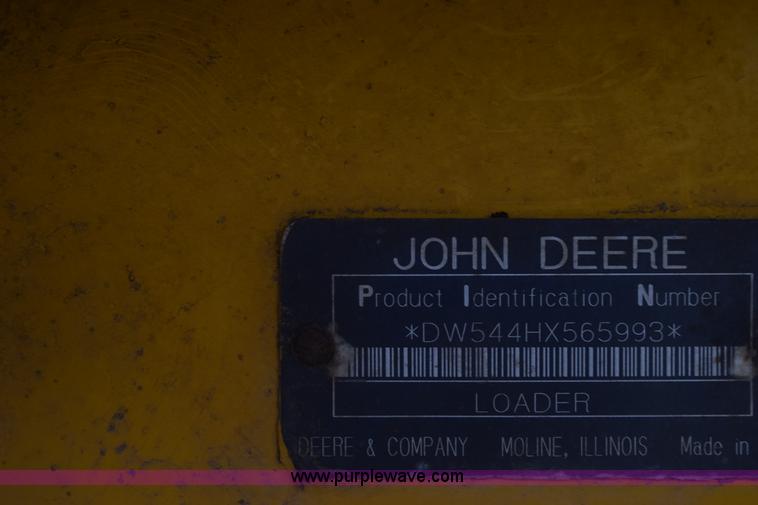 JOHN DEERE
Product Identification Number
*DW544HX565993*
LOADER
DEERE & COMPANY MOLINE, ILLINOIS Made in
www.purplewave.com